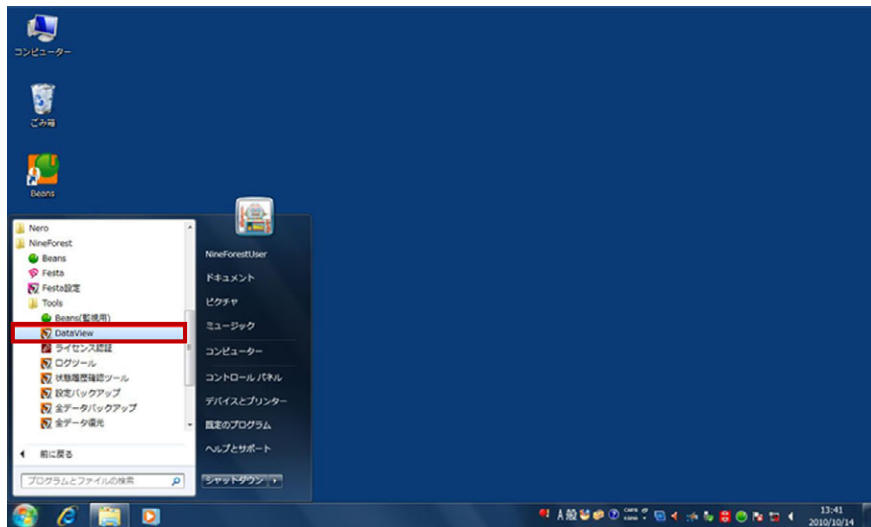 コンピューター
ごみ箱
Beans
Nero
NineForest
Beans
Festa
Festa設定
Tools
Beans(監視用)
DataView
ライセンス認証
ログツール
状態履歴確認ツール
設定バックアップ
全データバックアップ
全データ復元
前に戻る
プログラムとファイルの検索
NineForestUser
ドキュメント
ピクチャ
ミュージック
コンピューター
コントロール パネル
デバイスとプリンター
既定のプログラム
ヘルプとサポート
シャットダウン
A 般
CAPS
KANA
13:41
2010/10/14